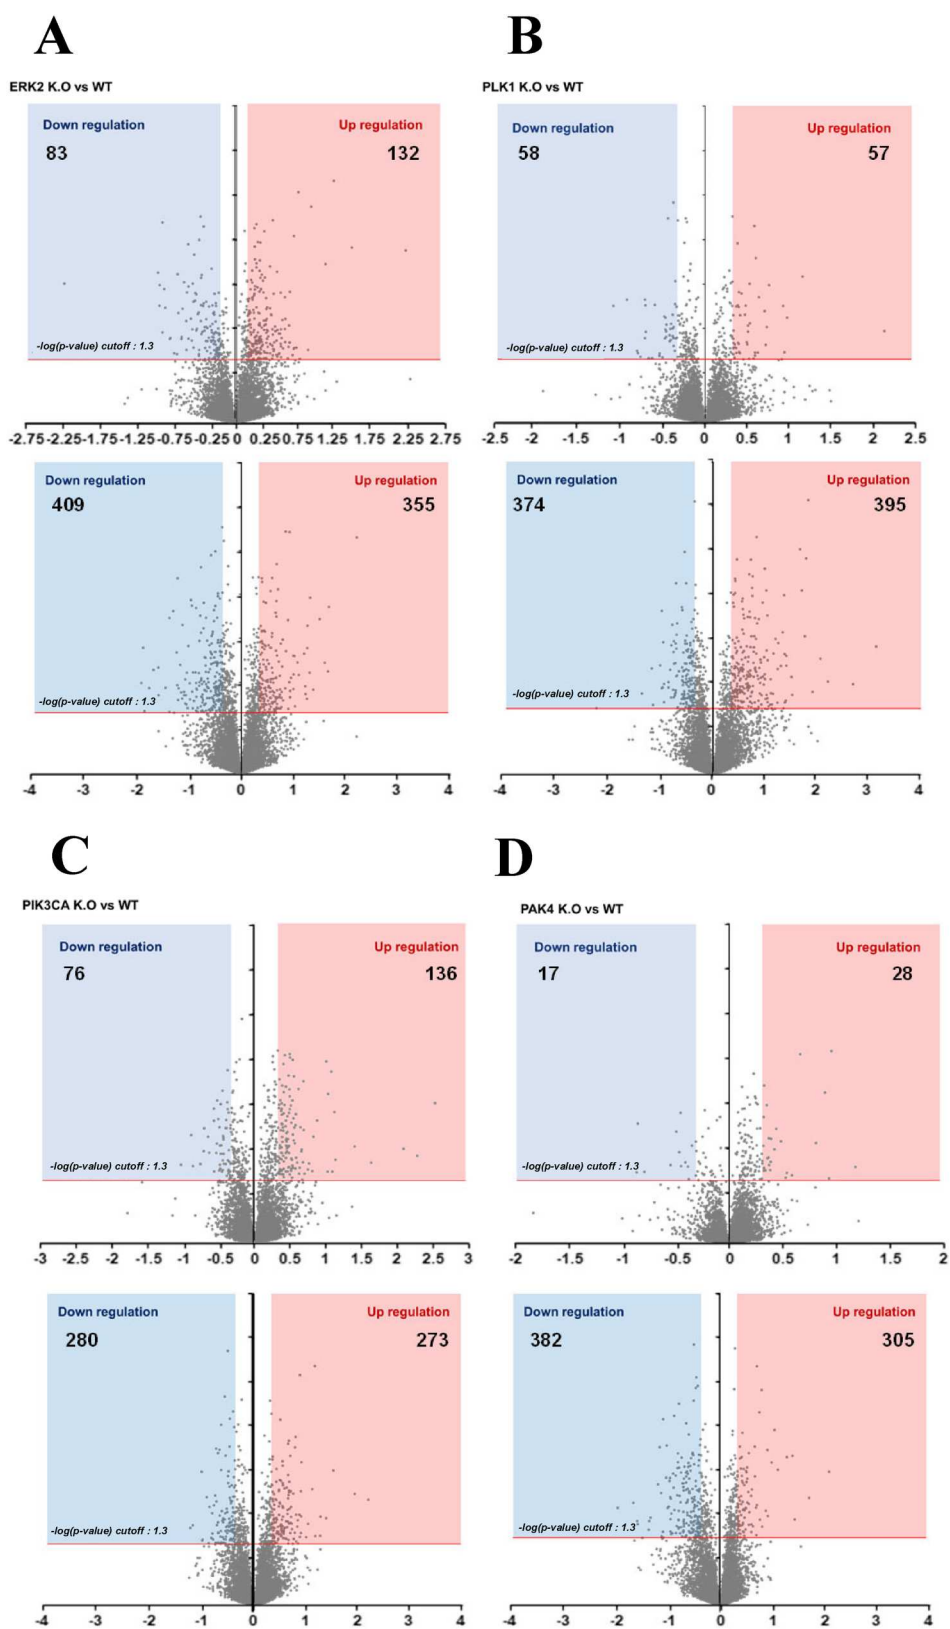 A
B
ERK2 K.O vs WT
PLK1 K.O vs WT
Down regulation
Up regulation
83
132
-log(p-value) cutoff : 1.3
-2.75 -2.25 -1.75 -1.25 -0.75 -0.25 0 0.25 0.75 1.25 1.75 2.25 2.75
Down regulation
Up regulation
58
57
-log(p-value) cutoff : 1.3
-2.5 -2 -1.5 -1 -0.5 0 0.5 1 1.5 2 2.5
Down regulation
Up regulation
409
355
-log(p-value) cutoff : 1.3
-4 -3 -2 -1 0 1 2 3 4
Down regulation
Up regulation
374
395
-log(p-value) cutoff : 1.3
-4 -3 -2 -1 0 1 2 3 4
C
D
PIK3CA K.O vs WT
PAK4 K.O vs WT
Down regulation
Up regulation
76
136
-log(p-value) cutoff : 1.3
-3 -2.5 -2 -1.5 -1 -0.5 0 0.5 1 1.5 2 2.5 3
Down regulation
Up regulation
17
28
-log(p-value) cutoff : 1.3
-2 -1.5 -1 -0.5 0 0.5 1 1.5 2
Down regulation
Up regulation
280
273
-log(p-value) cutoff : 1.3
-4 -3 -2 -1 0 1 2 3 4
Down regulation
Up regulation
382
305
-log(p-value) cutoff : 1.3
-4 -3 -2 -1 0 1 2 3 4